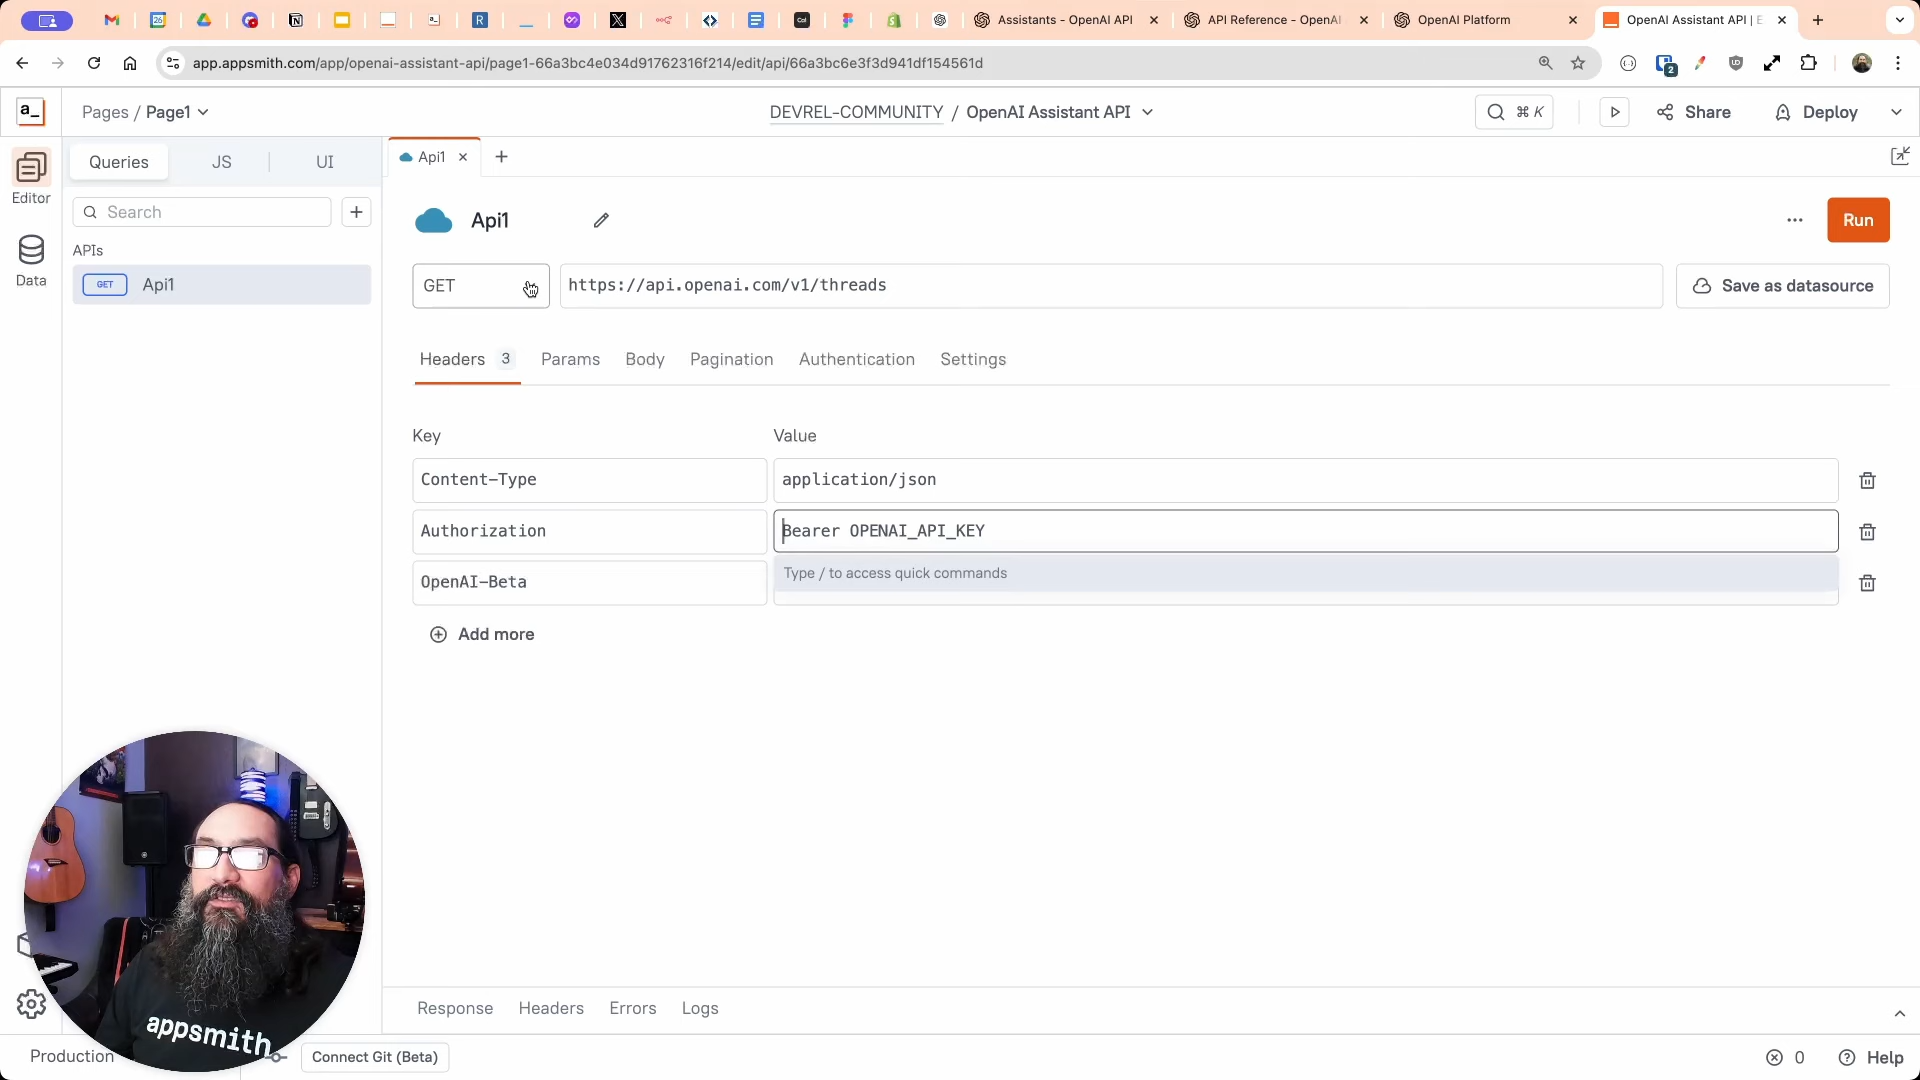 Assistants - OpenAI API
API Reference - OpenAI
OpenAI Platform
OpenAI Assistant API | E
app.appsmith.com/app/openai-assistant-api/page1-66a3bc4e034d91762316f214/edit/api/66a3bc6e3f3d941df154561d
2
a_
Pages / Page1
DEVREL-COMMUNITY / OpenAI Assistant API
⌘ K
Share
Deploy
Editor
Data
Queries
JS
UI
Api1
Search
APIs
GET
Api1
Api1
Run
GET
https://api.openai.com/v1/threads
Save as datasource
Headers 3
Params
Body
Pagination
Authentication
Settings
Key
Value
Content-Type
application/json
Authorization
Bearer OPENAI_API_KEY
OpenAI-Beta
Type / to access quick commands
Add more
appsmith
Response
Headers
Errors
Logs
Production
Connect Git (Beta)
0
Help